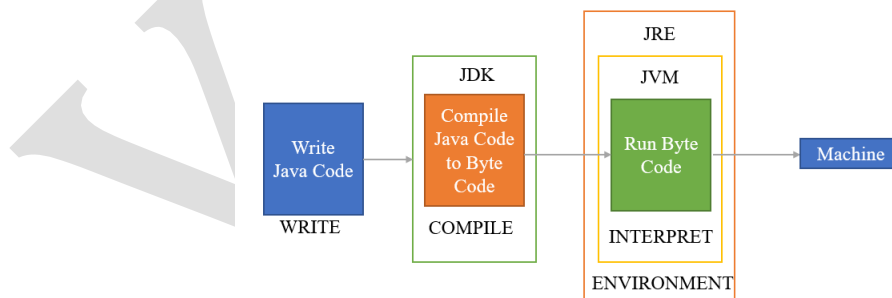 JRE
JDK
JVM
Write
Java Code
Compile
Java Code
to Byte
Code
Run Byte
Code
Machine
WRITE
COMPILE
INTERPRET
ENVIRONMENT